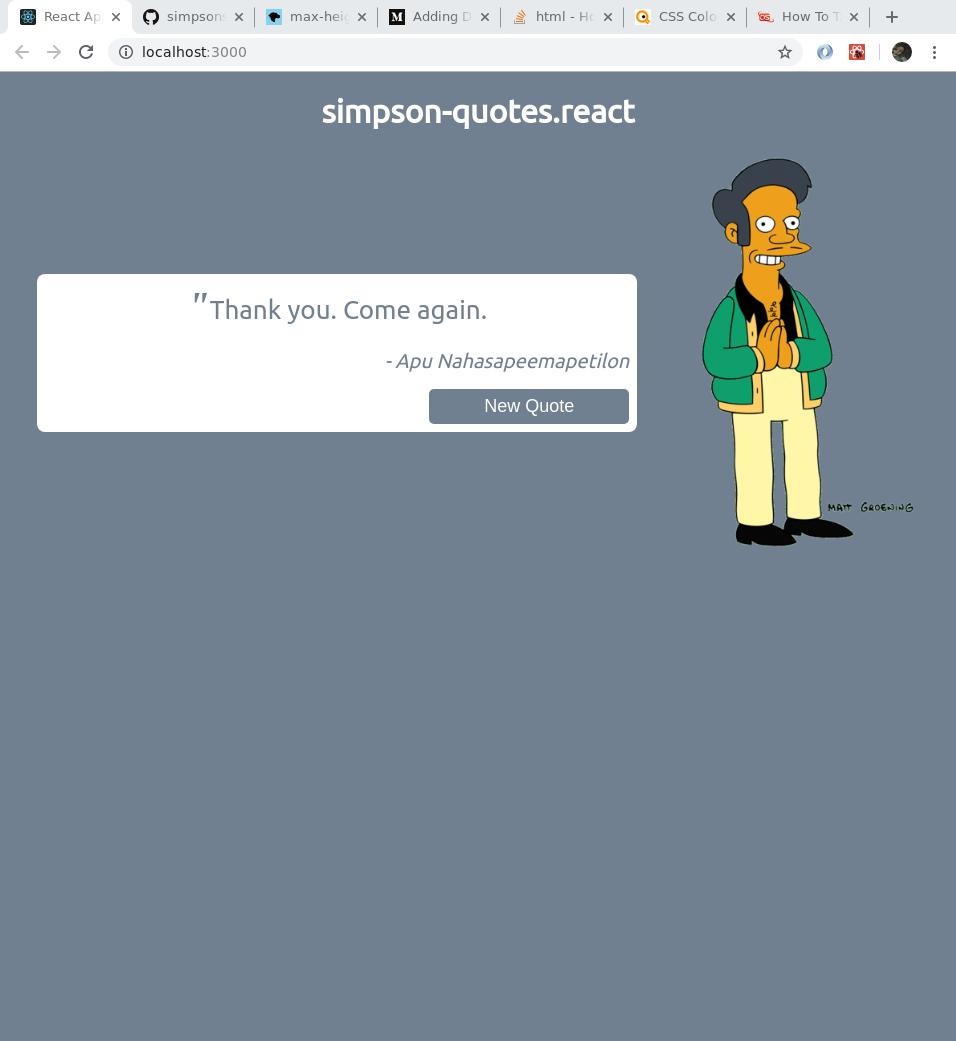 React Ap
simpsons
max-heig
Adding D
html - Ho
CSS Colo
How To T
localhost:3000
simpson-quotes.react
"Thank you. Come again.
- Apu Nahasapeemapetilon
New Quote
MATT GROENING